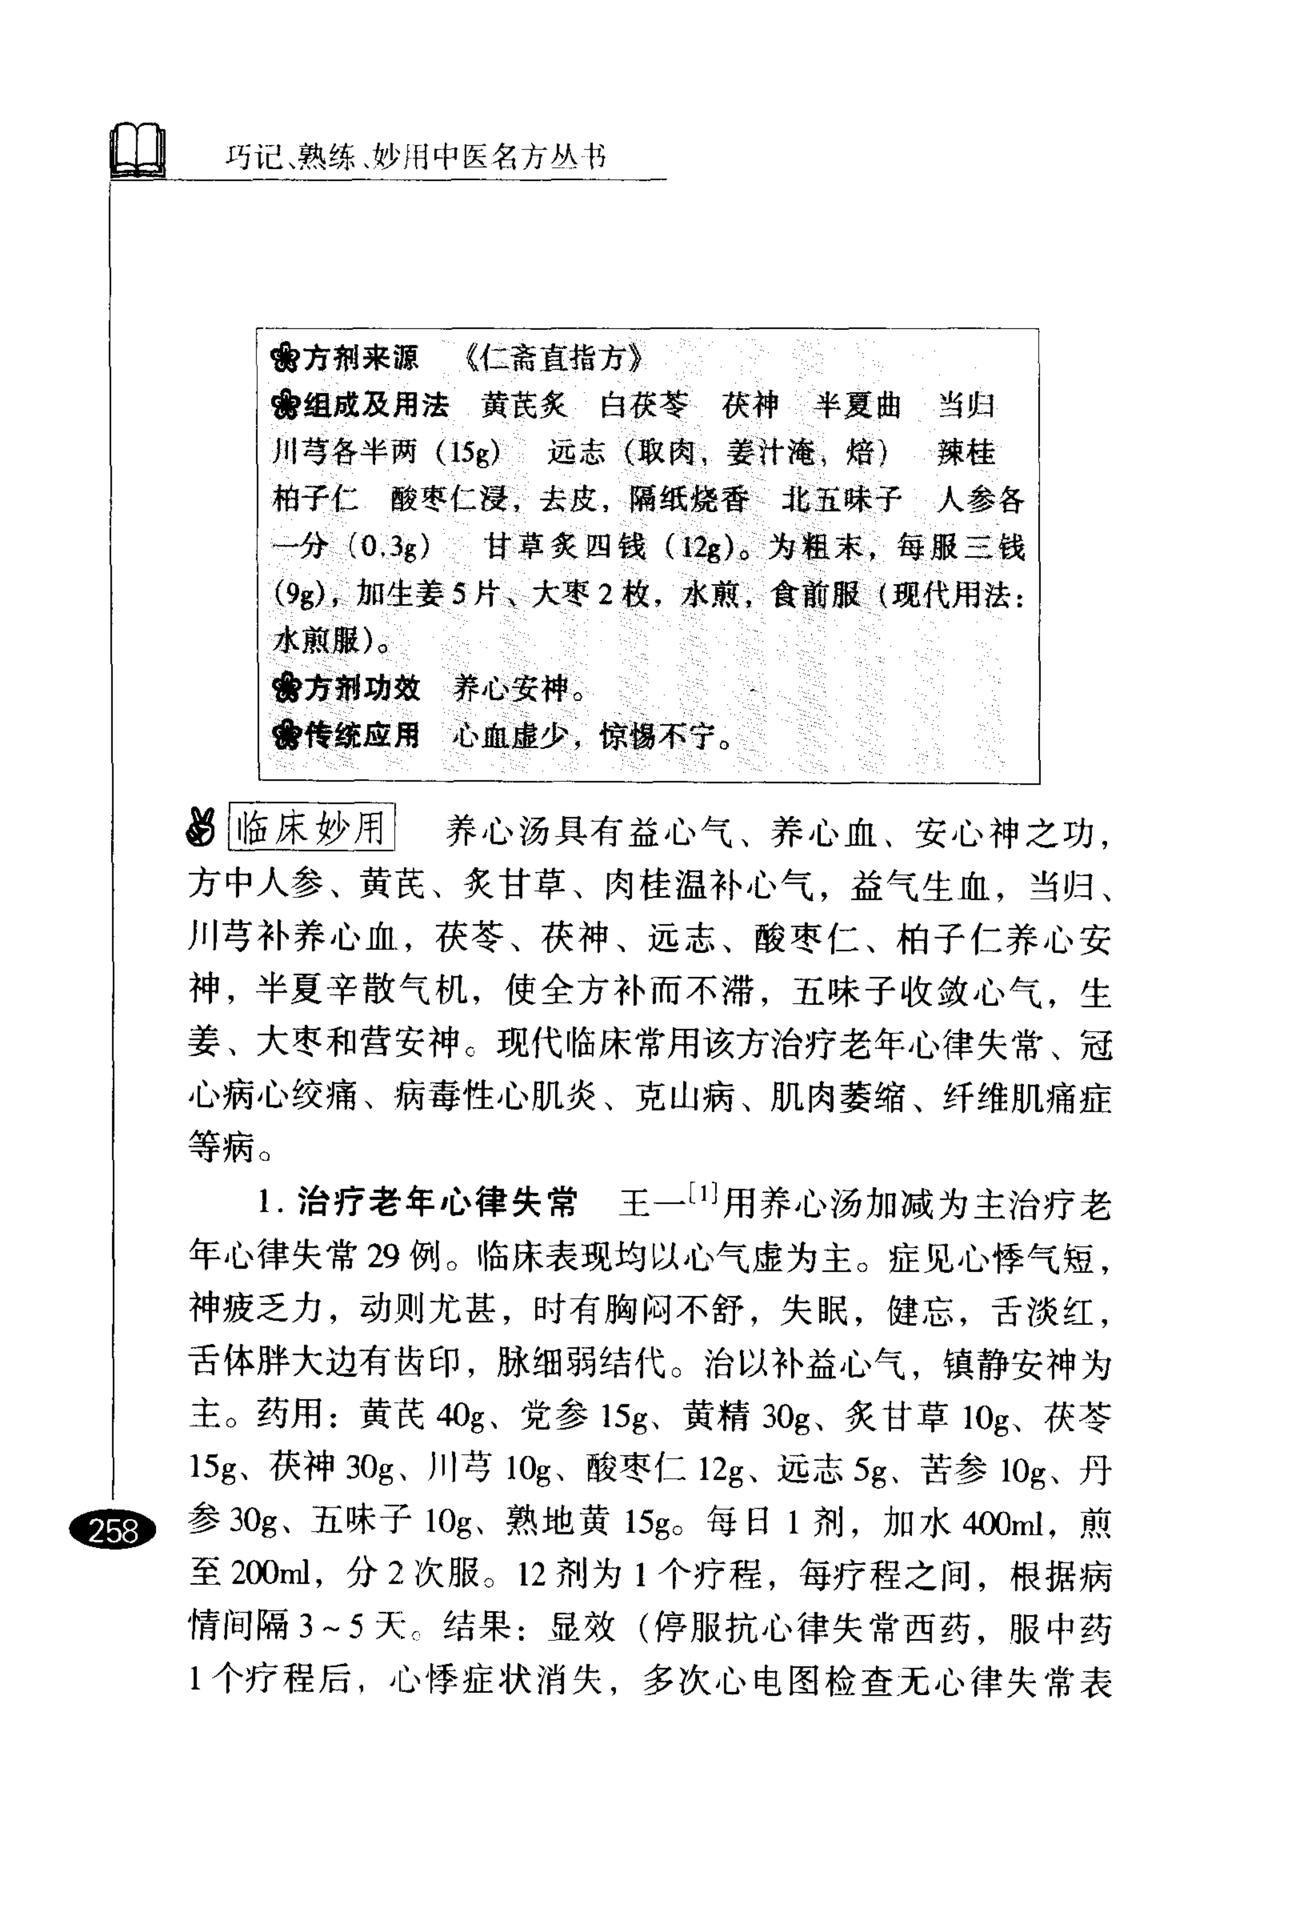 巧记、熟练、妙用中医名方丛书
方剂来源 《仁斋直指方》
组成及用法 黄芪炙 白茯苓 茯神 半夏曲 当归
川芎各半两(15g) 远志(取肉,姜汁淹,焙) 辣桂
柏子仁 酸枣仁浸,去皮,隔纸烧香 北五味子 人参各
一分(0.3g) 甘草炙四钱(12g)。为粗末,每服三钱
(9g),加生姜5片、大枣2枚,水煎,食前服(现代用法:
水煎服)。
方剂功效 养心安神。
传统应用 心血虚少,惊惕不宁。
临床妙用 养心汤具有益心气、养心血、安心神之功,
方中人参、黄芪、炙甘草、肉桂温补心气,益气生血,当归、
川芎补养心血,茯苓、茯神、远志、酸枣仁、柏子仁养心安
神,半夏辛散气机,使全方补而不滞,五味子收敛心气,生
姜、大枣和营安神。现代临床常用该方治疗老年心律失常、冠
心病心绞痛、病毒性心肌炎、克山病、肌肉萎缩、纤维肌痛症
等病。
1. 治疗老年心律失常 王一[1]用养心汤加减为主治疗老
年心律失常29例。临床表现均以心气虚为主。症见心悸气短,
神疲乏力,动则尤甚,时有胸闷不舒,失眠,健忘,舌淡红,
舌体胖大边有齿印,脉细弱结代。治以补益心气,镇静安神为
主。药用:黄芪40g、党参15g、黄精30g、炙甘草10g、茯苓
15g、茯神30g、川芎10g、酸枣仁12g、远志5g、苦参10g、丹
参30g、五味子10g、熟地黄15g。每日1剂,加水400ml,煎
至200ml,分2次服。12剂为1个疗程,每疗程之间,根据病
情间隔3~5天。结果:显效(停服抗心律失常西药,服中药
1个疗程后,心悸症状消失,多次心电图检查无心律失常表
258